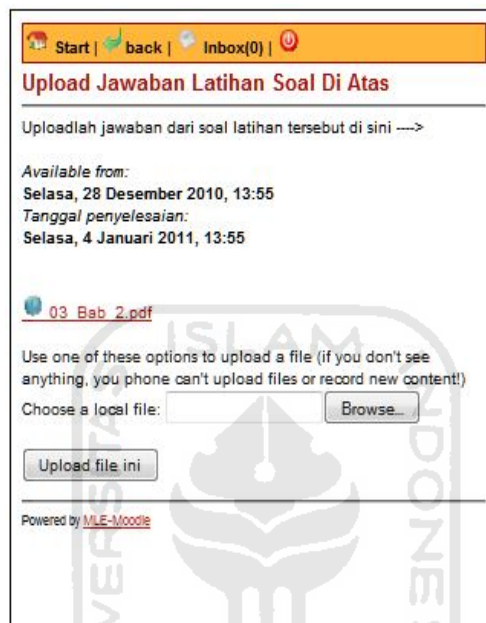 Start | back | Inbox(0) |
Upload Jawaban Latihan Soal Di Atas
Uploadlah jawaban dari soal latihan tersebut di sini ---->
Available from:
Selasa, 28 Desember 2010, 13:55
Tanggal penyelesaian:
Selasa, 4 Januari 2011, 13:55
03_Bab_2.pdf
Use one of these options to upload a file (if you don't see
anything, you phone can't upload files or record new content!)
Choose a local file: Browse...
Upload file ini
Powered by MLE-Moodle
ISLAM